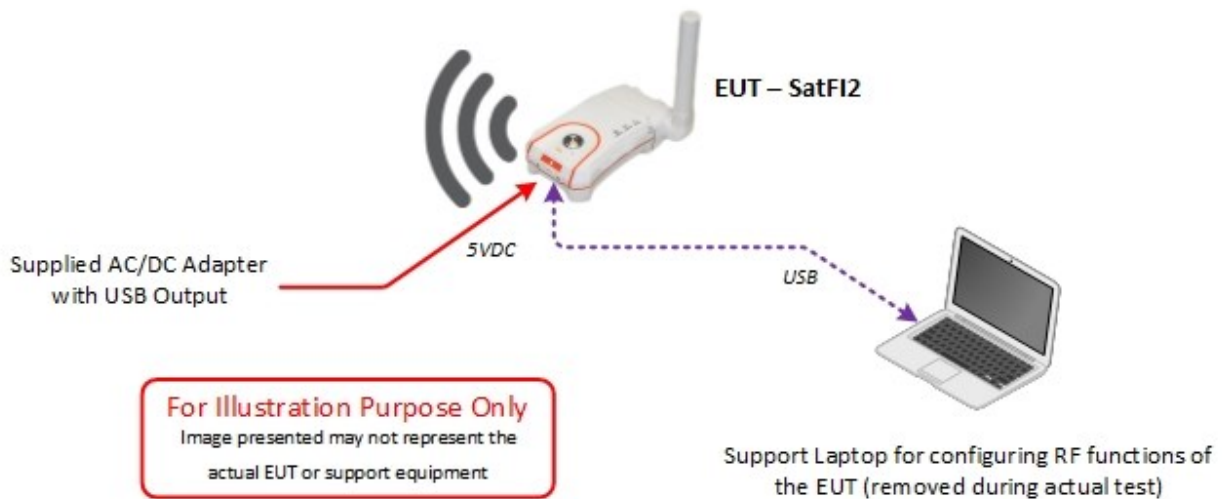 EUT – SatFI2
5VDC
Supplied AC/DC Adapter
with USB Output
USB
For Illustration Purpose Only
Image presented may not represent the
actual EUT or support equipment
Support Laptop for configuring RF functions of
the EUT (removed during actual test)